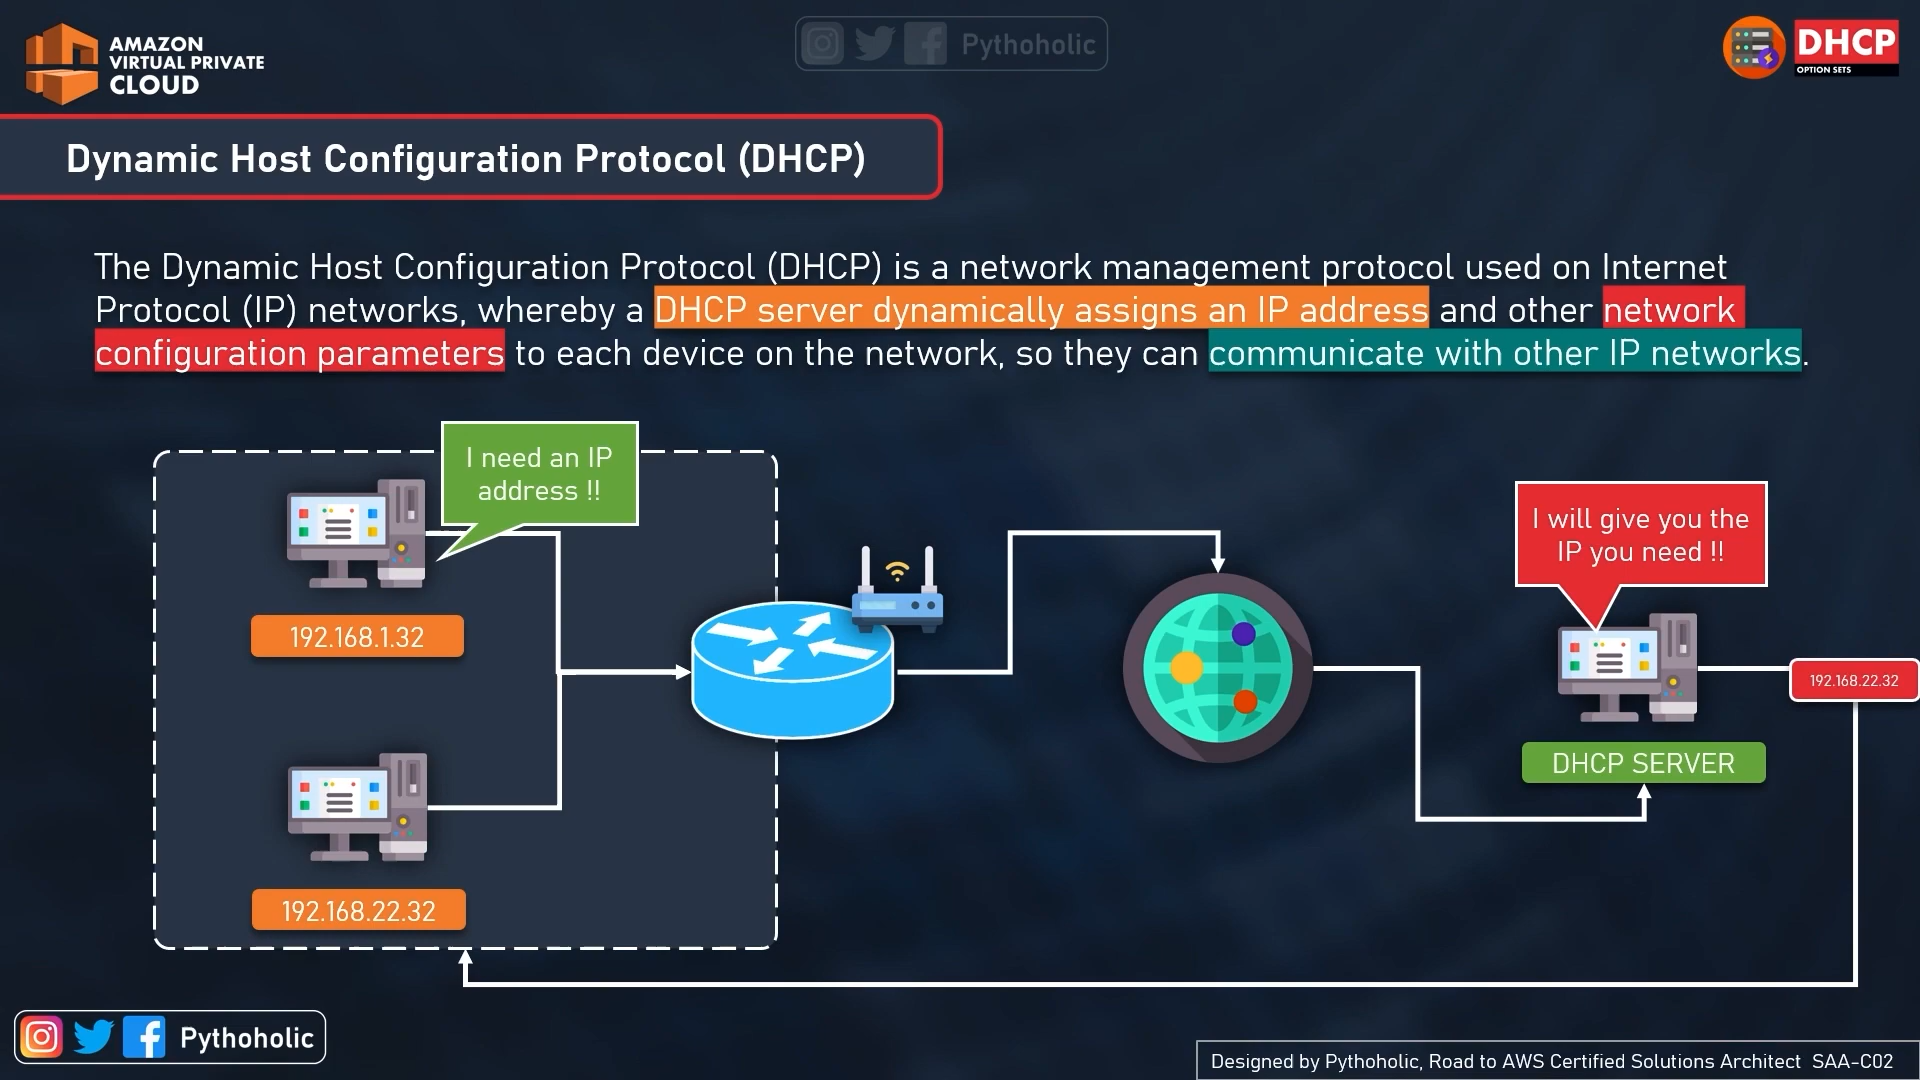 AMAZON
VIRTUAL PRIVATE
CLOUD
Pythoholic
DHCP
OPTION SETS
Dynamic Host Configuration Protocol (DHCP)
The Dynamic Host Configuration Protocol (DHCP) is a network management protocol used on Internet
Protocol (IP) networks, whereby a DHCP server dynamically assigns an IP address and other network
configuration parameters to each device on the network, so they can communicate with other IP networks.
I need an IP
address !!
I will give you the
IP you need !!
192.168.1.32
192.168.22.32
DHCP SERVER
192.168.22.32
Pythoholic
Designed by Pythoholic, Road to AWS Certified Solutions Architect SAA-C02